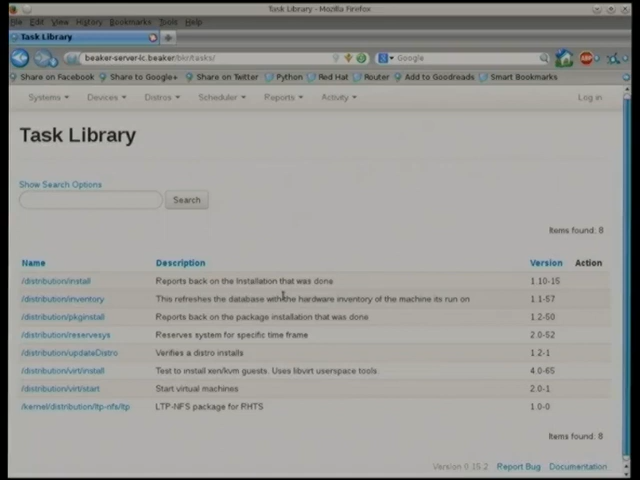 Task Library - Mozilla Firefox
File Edit View History Bookmarks Tools Help
Task Library
beaker-server-lc.beaker/bkr/tasks/ Google
Share on Facebook Share to Google+ Share on Twitter Python Red Hat Router Add to Goodreads Smart Bookmarks
Systems Devices Distros Scheduler Reports Activity Log in
Task Library
Show Search Options
Search
Items found: 8
Name Description Version Action
/distribution/install Reports back on the installation that was done 1.10-15
/distribution/inventory This refreshes the database with the hardware inventory of the machine its run on 1.1-57
/distribution/pkginstall Reports back on the package installation that was done 1.2-50
/distribution/reservesys Reserves system for specific time frame 2.0-52
/distribution/updateDistro Verifies a distro installs 1.2-1
/distribution/virt/install Test to install xen/kvm guests. Uses libvirt userspace tools. 4.0-65
/distribution/virt/start Start virtual machines 2.0-1
/kernel/distribution/ltp-nfs/ltp LTP-NFS package for RHTS 1.0-0
Items found: 8
Version 0.15.2 Report Bug Documentation